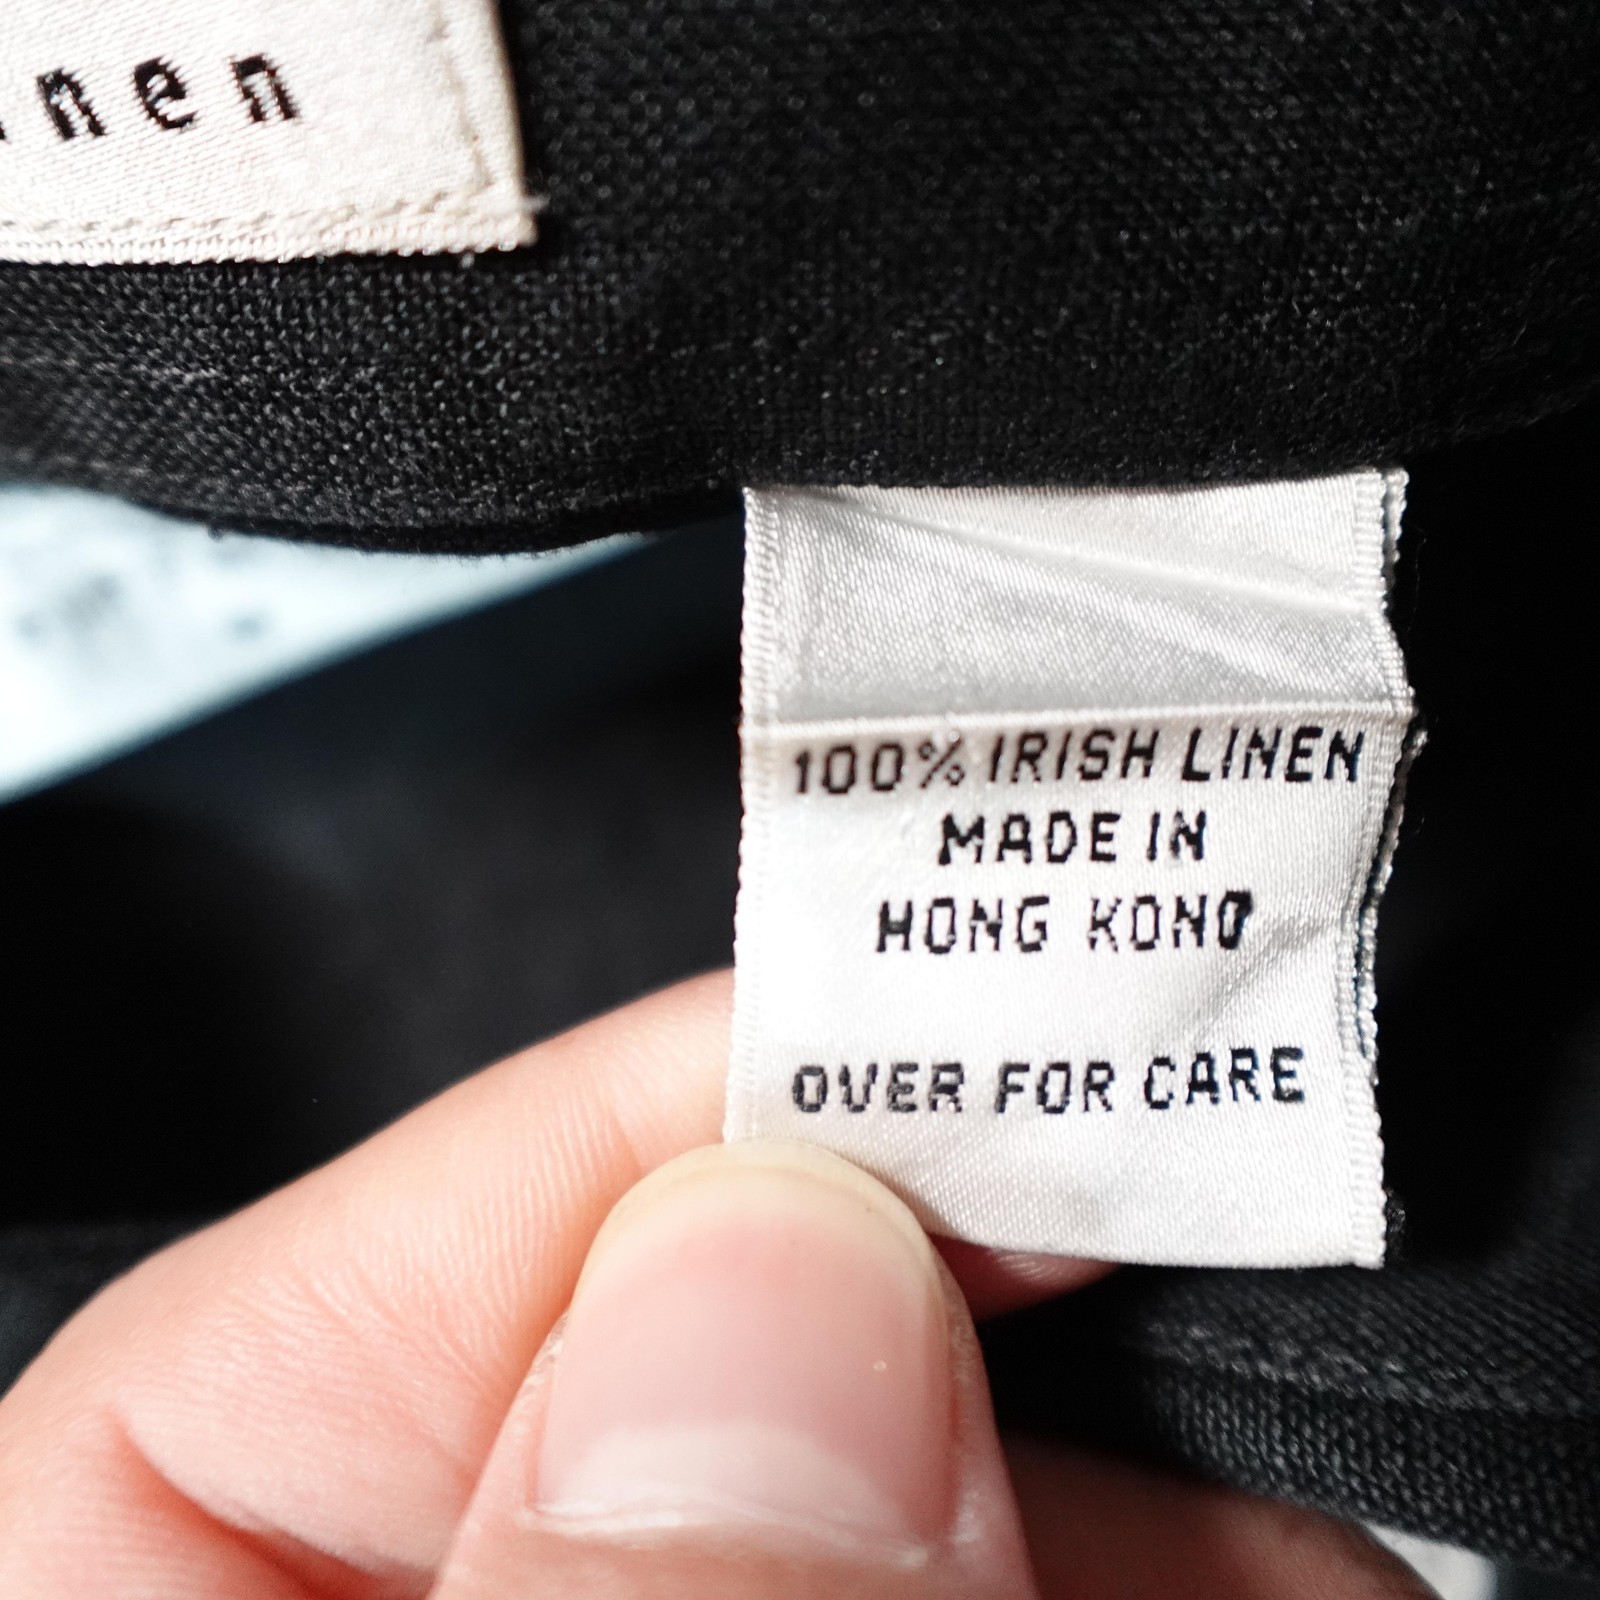 nen
100% IRISH LINEN
MADE IN
HONG KONG
OVER FOR CARE